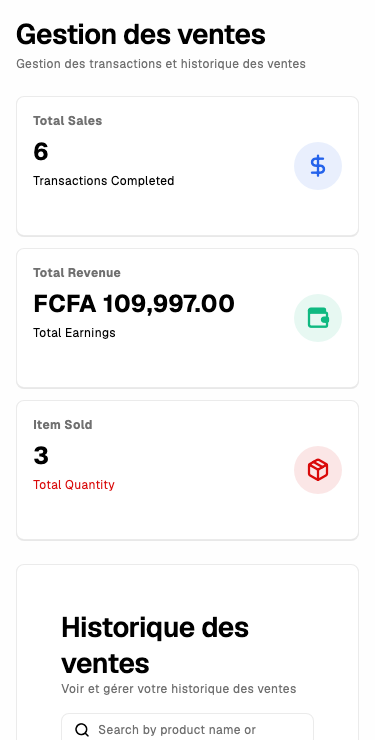 Gestion des ventes
Gestion des transactions et historique des ventes
Total Sales
6
Transactions Completed
Total Revenue
FCFA 109,997.00
Total Earnings
Item Sold
3
Total Quantity
Historique des
ventes
Voir et gérer votre historique des ventes
Search by product name or